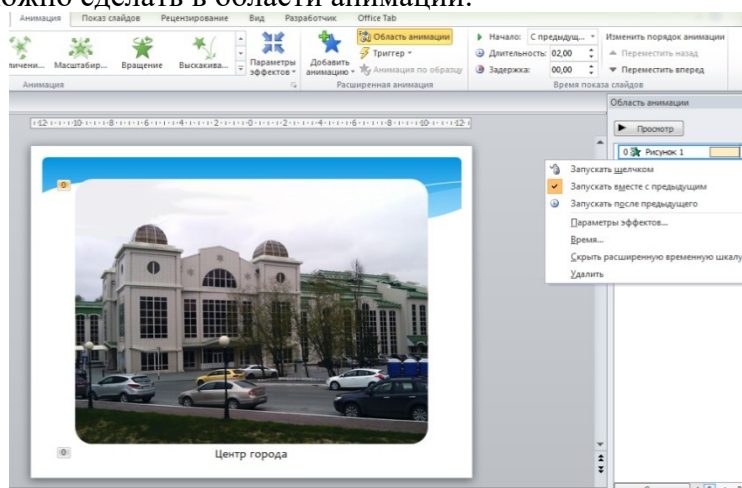 ожно сделать в области анимации:
Анимация Показ слайдов Рецензирование Вид Разработчик Office Tab
Масштабир... Вращение Выскакива...
Параметры эффектов
Добавить анимацию
Область анимации
Триггер
Анимация по образцу
Начало: С предыдущ...
Длительность: 02,00
Задержка: 00,00
Изменить порядок анимации
Переместить назад
Переместить вперед
Анимация Расширенная анимация Время показа слайдов
Область анимации
Просмотр
0 Рисунок 1
Запускать щелчком
Запускать вместе с предыдущим
Запускать после предыдущего
Параметры эффектов...
Время...
Скрыть расширенную временную шкалу
Удалить
0
0
Центр города